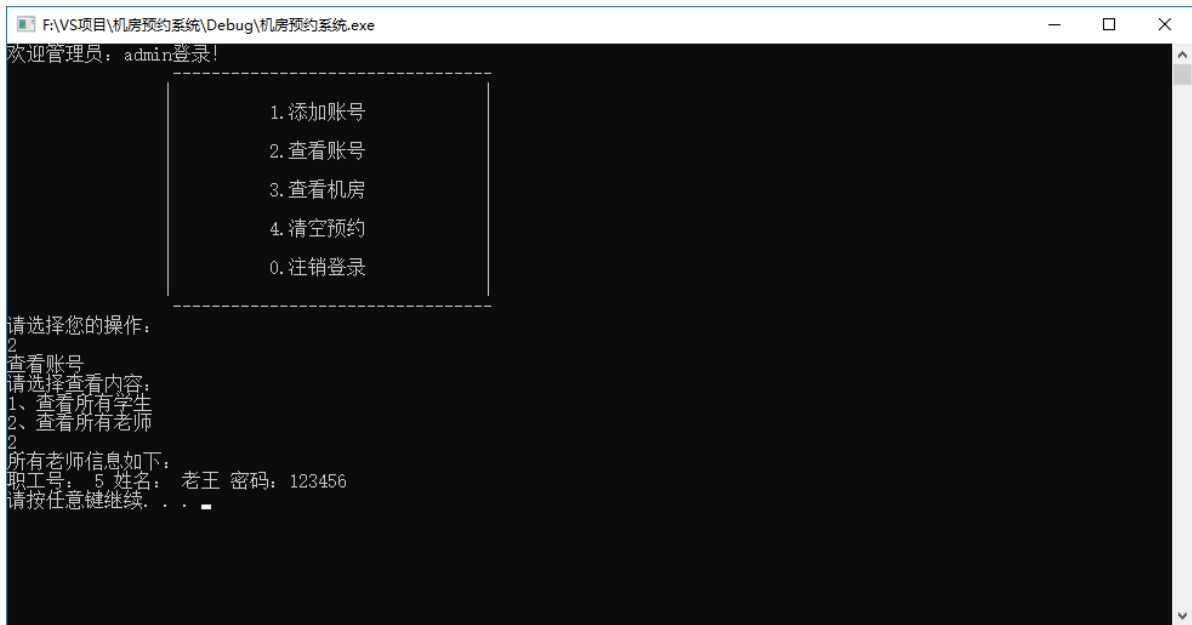 F:\VS项目\机房预约系统\Debug\机房预约系统.exe
欢迎管理员：admin登录！
---------------------------------
1.添加账号
2.查看账号
3.查看机房
4.清空预约
0.注销登录
---------------------------------
请选择您的操作：
2
查看账号
请选择查看内容：
1、查看所有学生
2、查看所有老师
2
所有老师信息如下：
职工号： 5 姓名： 老王 密码：123456
请按任意键继续. . .